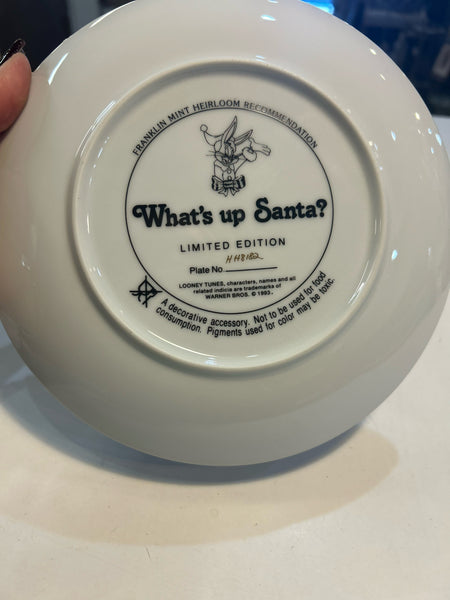 FRANKLIN MINT HEIRLOOM RECOMMENDATION
What's up Santa?
LIMITED EDITION
HH8182
Plate No.
LOONEY TUNES, characters, names and all
related indicia are trademarks of
WARNER BROS. © 1993.
A decorative accessory. Not to be used for food
consumption. Pigments used for color may be toxic.